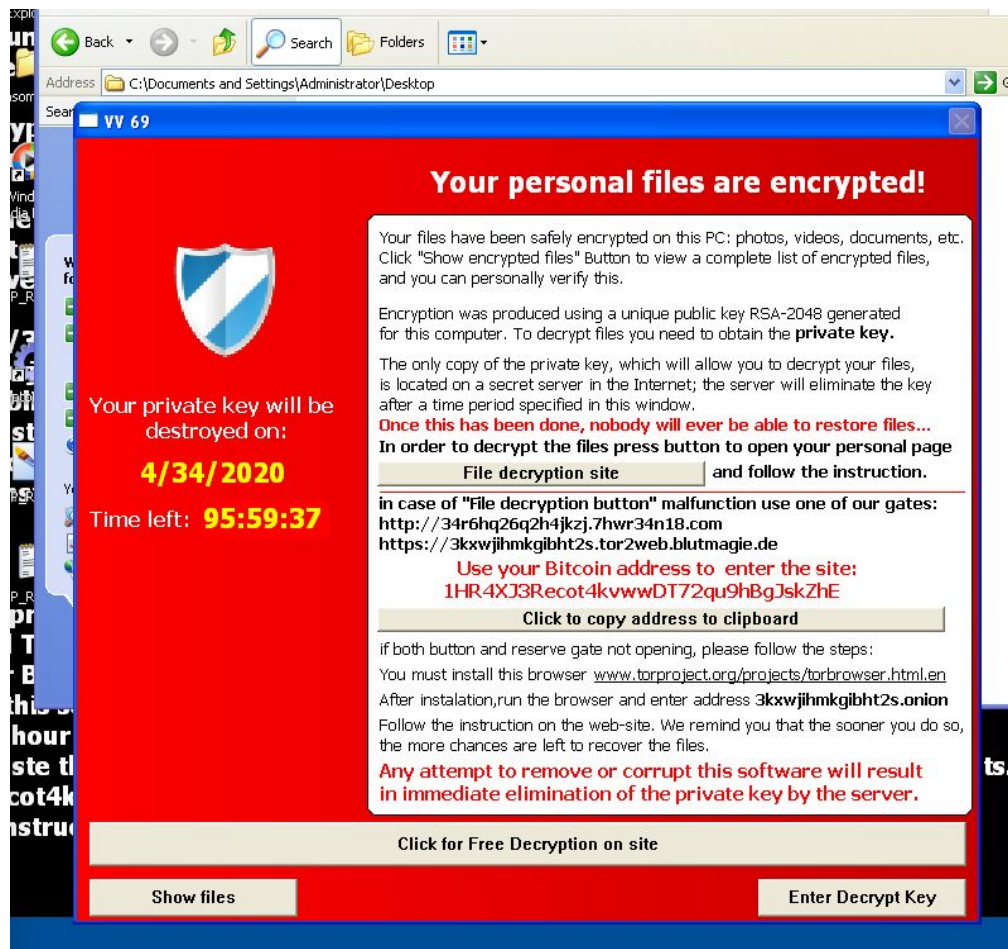 Back
Search
Folders
Address C:\Documents and Settings\Administrator\Desktop
Sear
VV 69
Your personal files are encrypted!
Your files have been safely encrypted on this PC: photos, videos, documents, etc.
Click "Show encrypted files" Button to view a complete list of encrypted files,
and you can personally verify this.
Encryption was produced using a unique public key RSA-2048 generated
for this computer. To decrypt files you need to obtain the private key.
The only copy of the private key, which will allow you to decrypt your files,
is located on a secret server in the Internet; the server will eliminate the key
after a time period specified in this window.
Once this has been done, nobody will ever be able to restore files...
In order to decrypt the files press button to open your personal page
File decryption site and follow the instruction.
in case of "File decryption button" malfunction use one of our gates:
http://34r6hq26q2h4jkzj.7hwr34n18.com
https://3kxwjihmkgibht2s.tor2web.blutmagie.de
Use your Bitcoin address to enter the site:
1HR4XJ3Recot4kvwwDT72qu9hBgJskZhE
Click to copy address to clipboard
if both button and reserve gate not opening, please follow the steps:
You must install this browser www.torproject.org/projects/torbrowser.html.en
After instalation,run the browser and enter address 3kxwjihmkgibht2s.onion
Follow the instruction on the web-site. We remind you that the sooner you do so,
the more chances are left to recover the files.
Any attempt to remove or corrupt this software will result
in immediate elimination of the private key by the server.
Your private key will be
destroyed on:
4/34/2020
Time left: 95:59:37
Click for Free Decryption on site
Show files
Enter Decrypt Key
hour
ste t
cot4k
nstruc
ts.